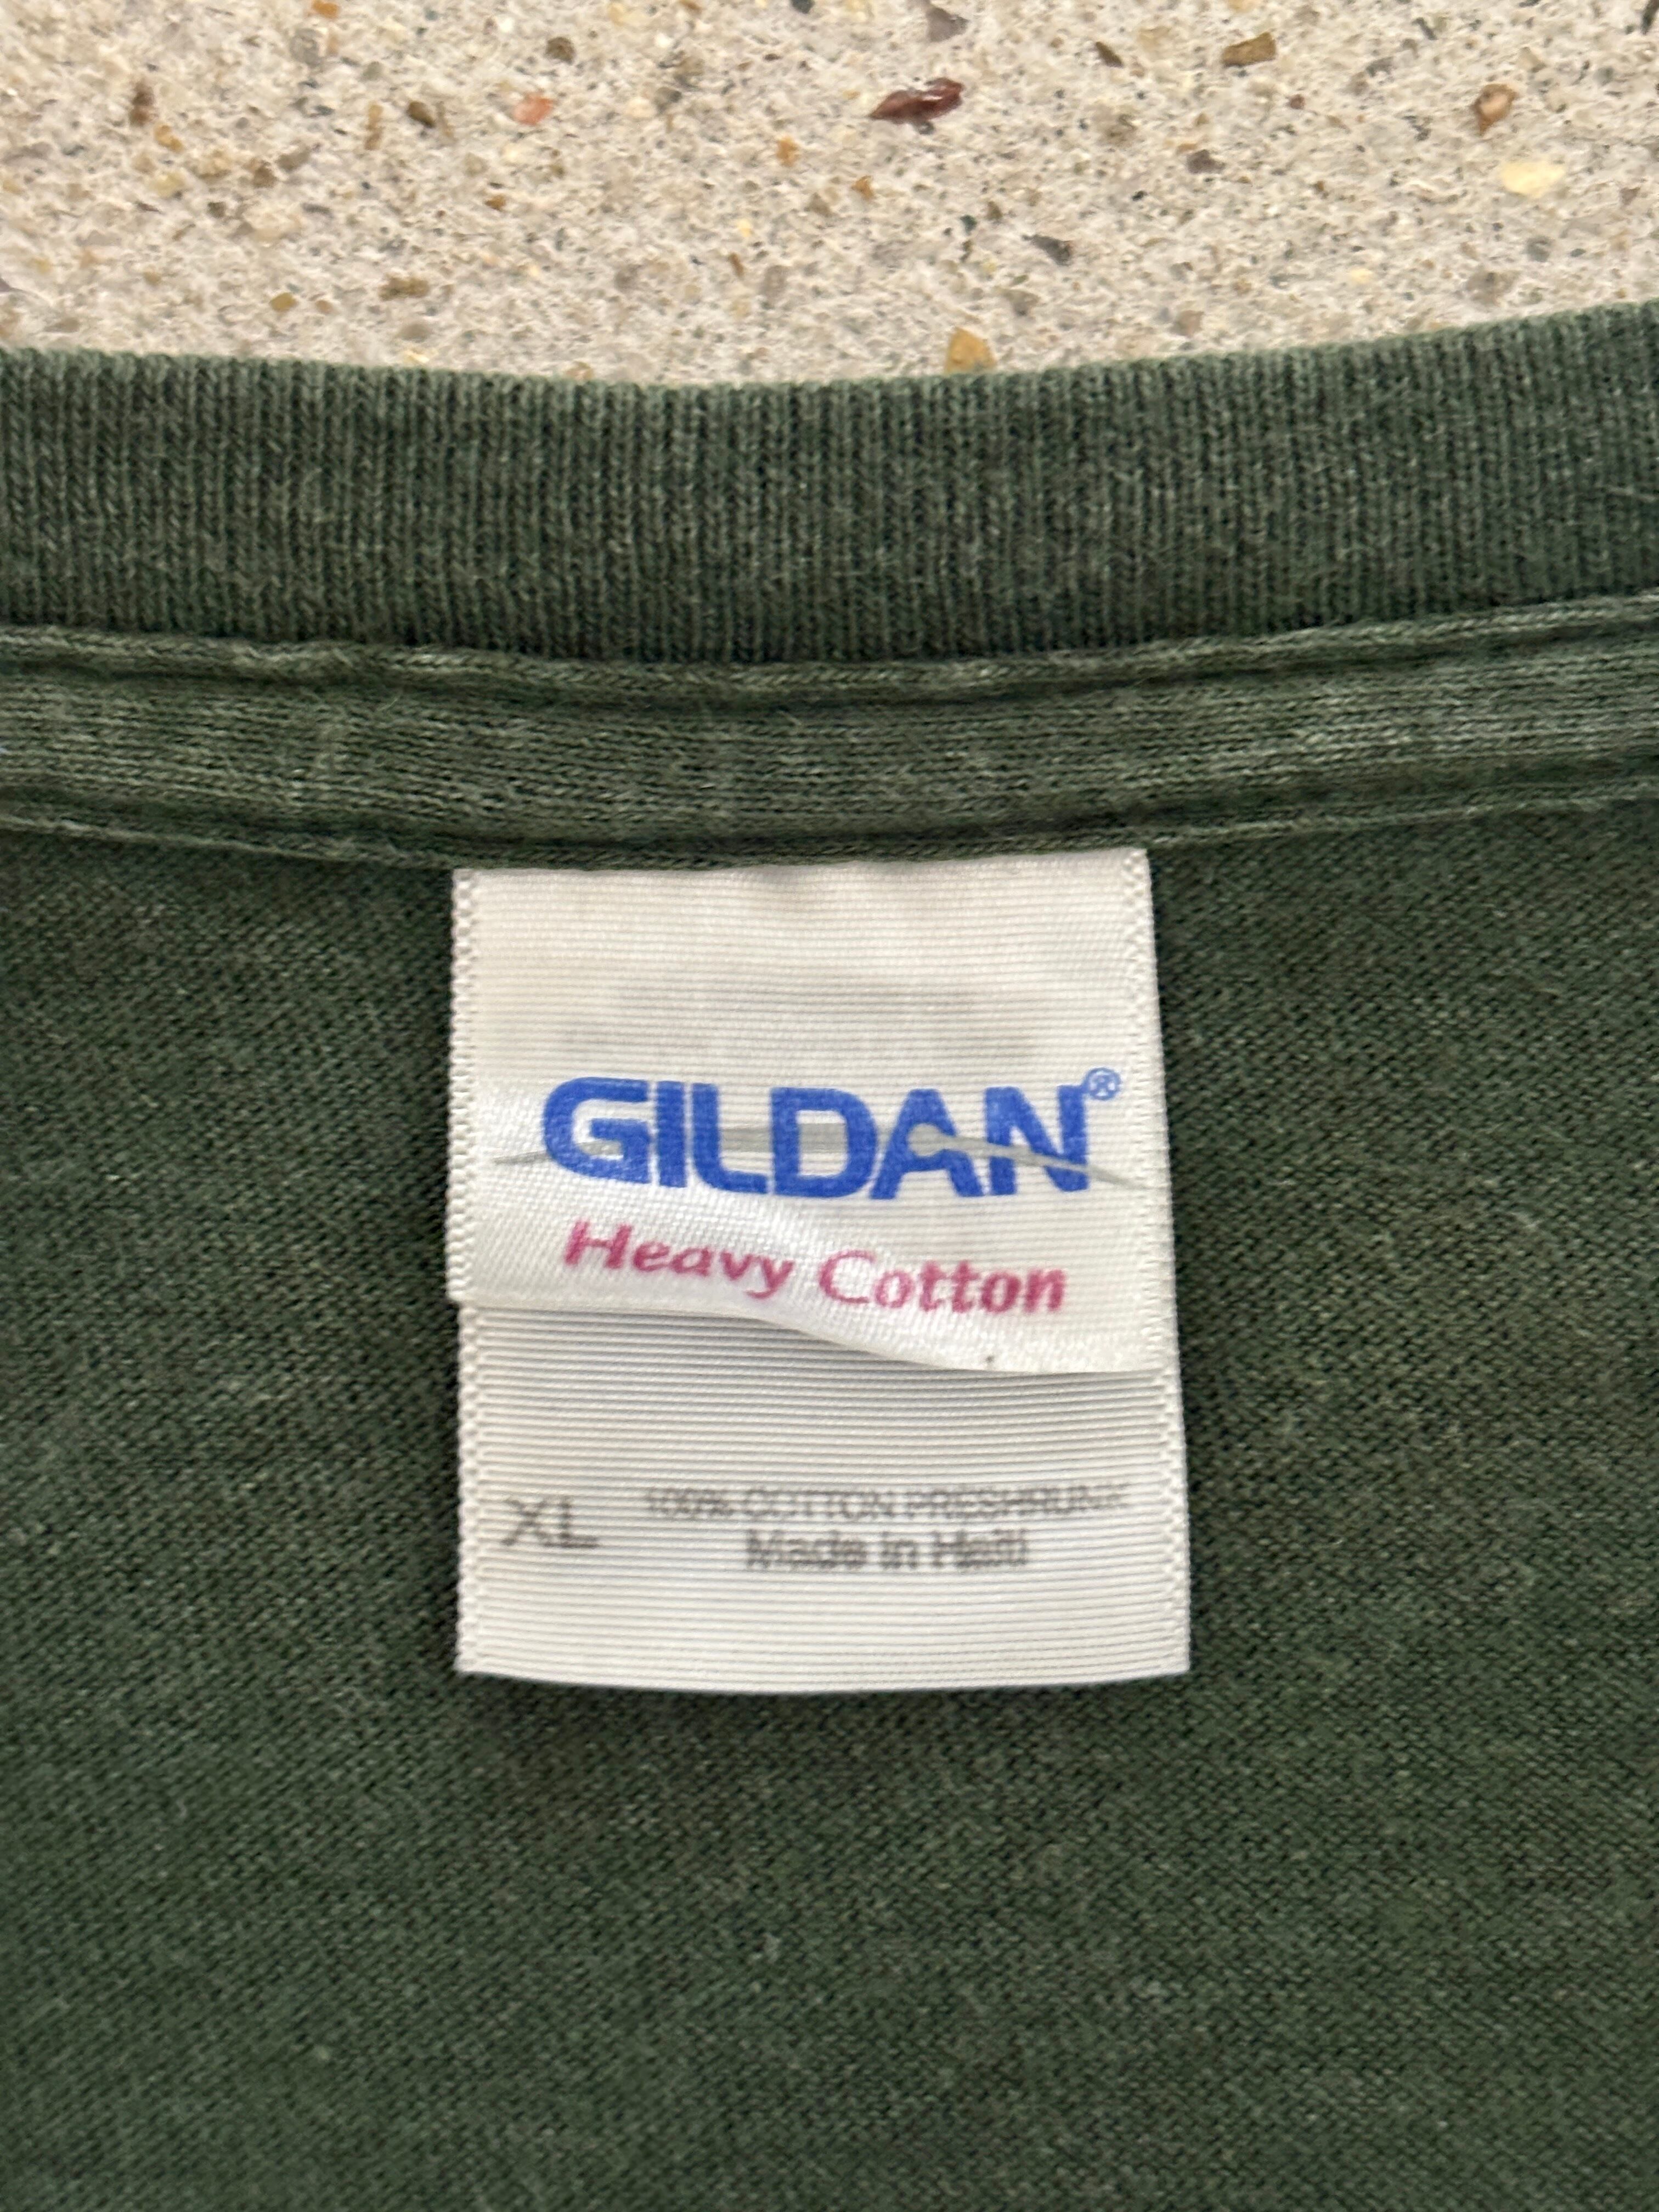 GILDAN®
Heavy Cotton
XL 100% COTTON PRESHRUNK
Made in Haiti